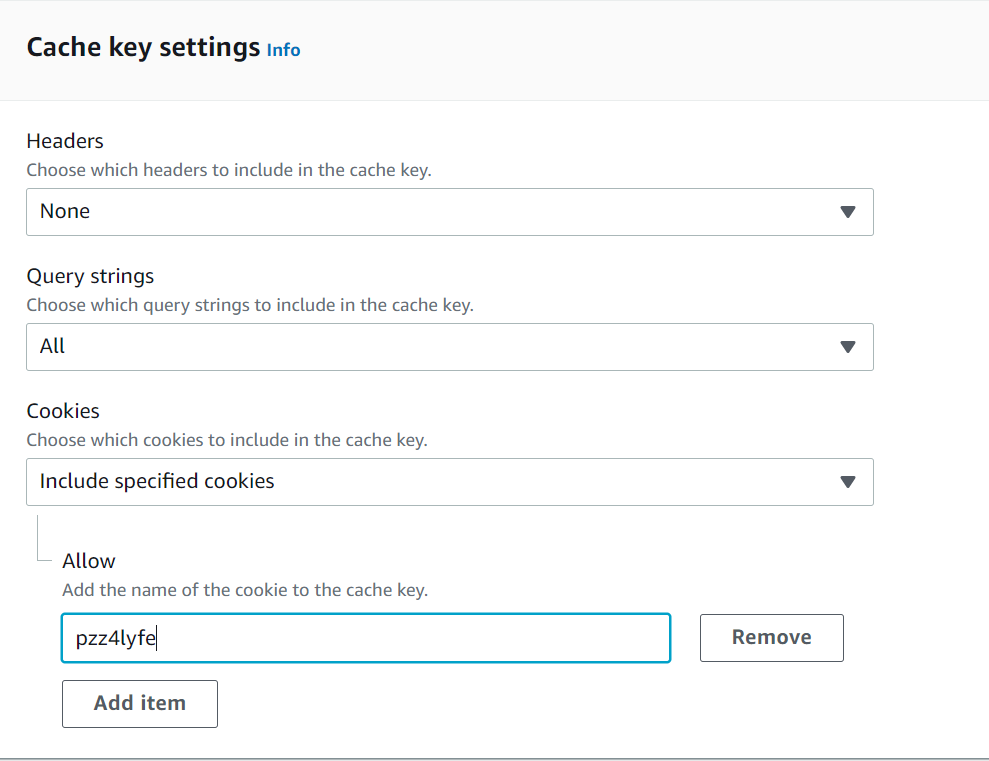 Cache key settings Info
Headers
Choose which headers to include in the cache key.
None
Query strings
Choose which query strings to include in the cache key.
All
Cookies
Choose which cookies to include in the cache key.
Include specified cookies
Allow
Add the name of the cookie to the cache key.
pzz4lyfe
Remove
Add item